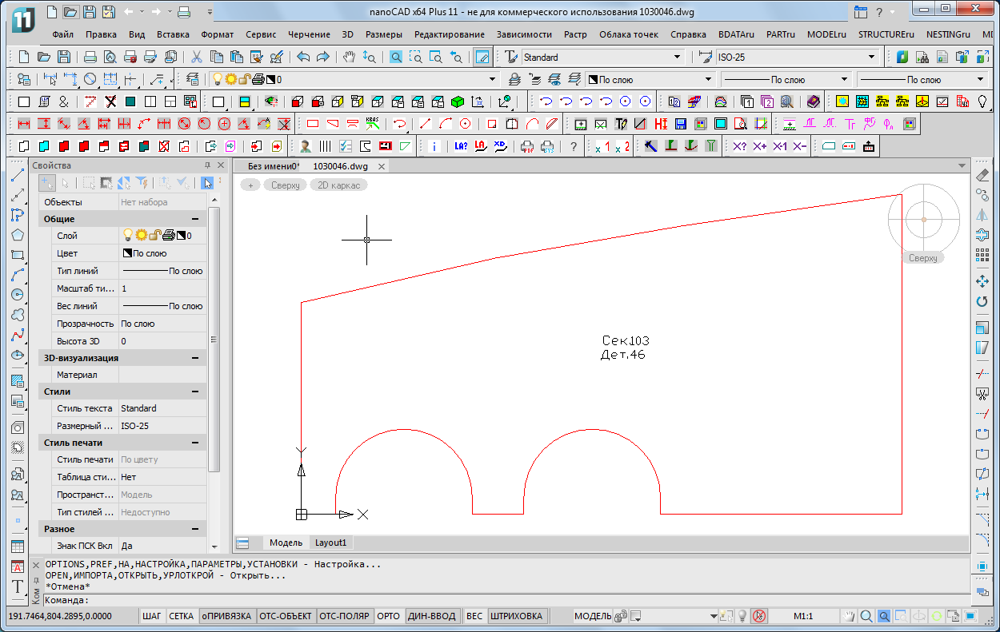 11
nanoCAD x64 Plus 11 - не для коммерческого использования 1030046.dwg
Файл Правка Вид Вставка Формат Сервис Черчение 3D Размеры Редактирование Зависимости Растр Облака точек Справка BDATAru PARTru MODELru STRUCTUREru NESTINGru
Standard ISO-25
0 По слою По слою По слою
Свойства
Без имени0* 1030046.dwg
+ Сверху 2D каркас
Объекты Нет набора
Общие
Слой 0
Цвет По слою
Тип линий По слою
Масштаб ти... 1
Вес линий По слою
Прозрачность По слою
Высота 3D 0
3D-визуализация
Материал
Стили
Стиль текста Standard
Размерный ... ISO-25
Стиль печати
Стиль печати По цвету
Таблица сти... Нет
Пространст... Модель
Тип стилей ... Недоступно
Разное
Знак ПСК Вкл Да
Сверху
Сек103
Дет.46
Y
X
Модель Layout1
OPTIONS,PREF,НА,НАСТРОЙКА,ПАРАМЕТРЫ,УСТАНОВКИ - Настройка...
OPEN,ИМПОРТА,ОТКРЫТЬ,УРЛОТКРОЙ - Открыть...
*Отмена*
Ком
Команда:
191.7464,804.2895,0.0000 ШАГ СЕТКА оПРИВЯЗКА ОТС-ОБЪЕКТ ОТС-ПОЛЯР ОРТО ДИН-ВВОД ВЕС ШТРИХОВКА МОДЕЛЬ М1:1